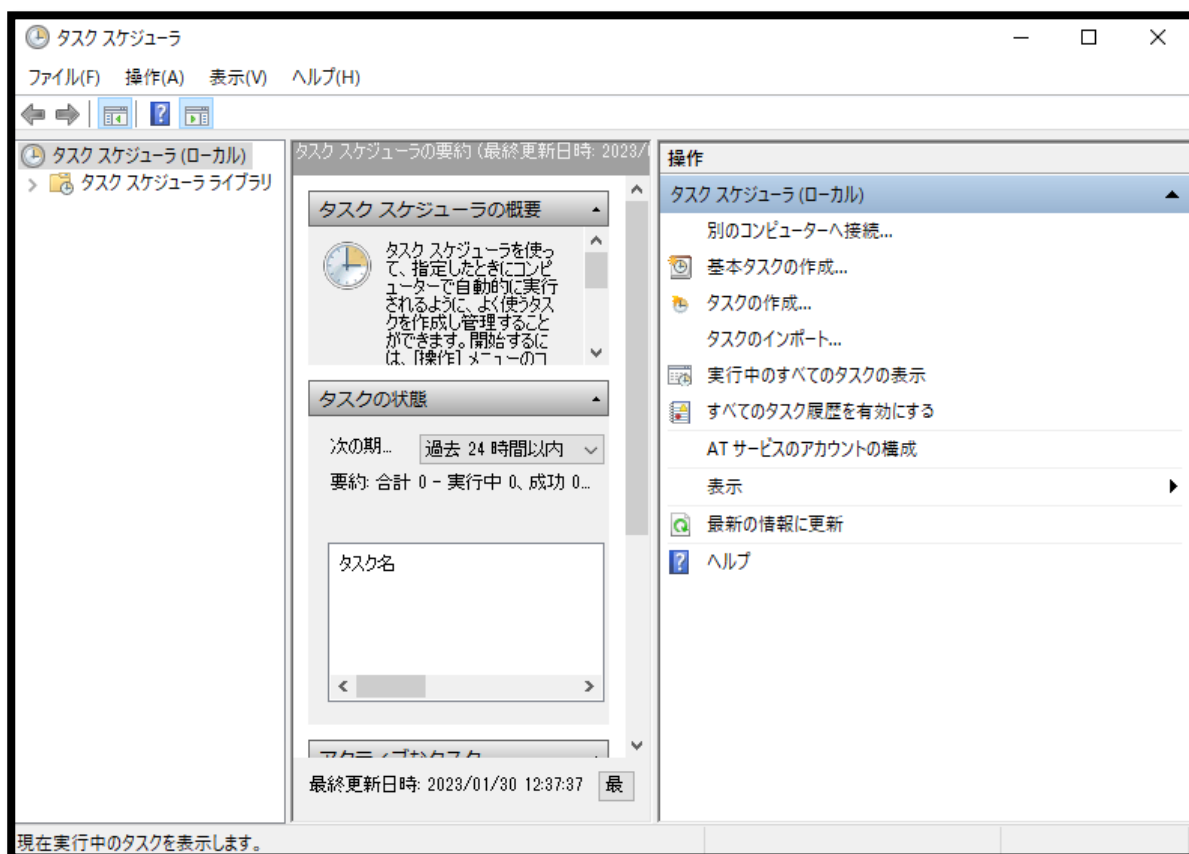 タスク スケジューラ
ファイル(F) 操作(A) 表示(V) ヘルプ(H)
タスク スケジューラ (ローカル)
タスク スケジューラ ライブラリ
タスク スケジューラの要約 (最終更新日時: 2023/
タスク スケジューラの概要
タスク スケジューラを使っ
て、指定したときにコンピ
ューターで自動的に実行
されるように、よく使うタス
クを作成し管理すること
ができます。開始するに
は、[操作] メニューのコ
タスクの状態
次の期... 過去 24 時間以内
要約: 合計 0 - 実行中 0、成功 0...
タスク名
アクティブなタスク
最終更新日時: 2023/01/30 12:37:37 最
操作
タスク スケジューラ (ローカル)
別のコンピューターへ接続...
基本タスクの作成...
タスクの作成...
タスクのインポート...
実行中のすべてのタスクの表示
すべてのタスク履歴を有効にする
AT サービスのアカウントの構成
表示
最新の情報に更新
ヘルプ
現在実行中のタスクを表示します。